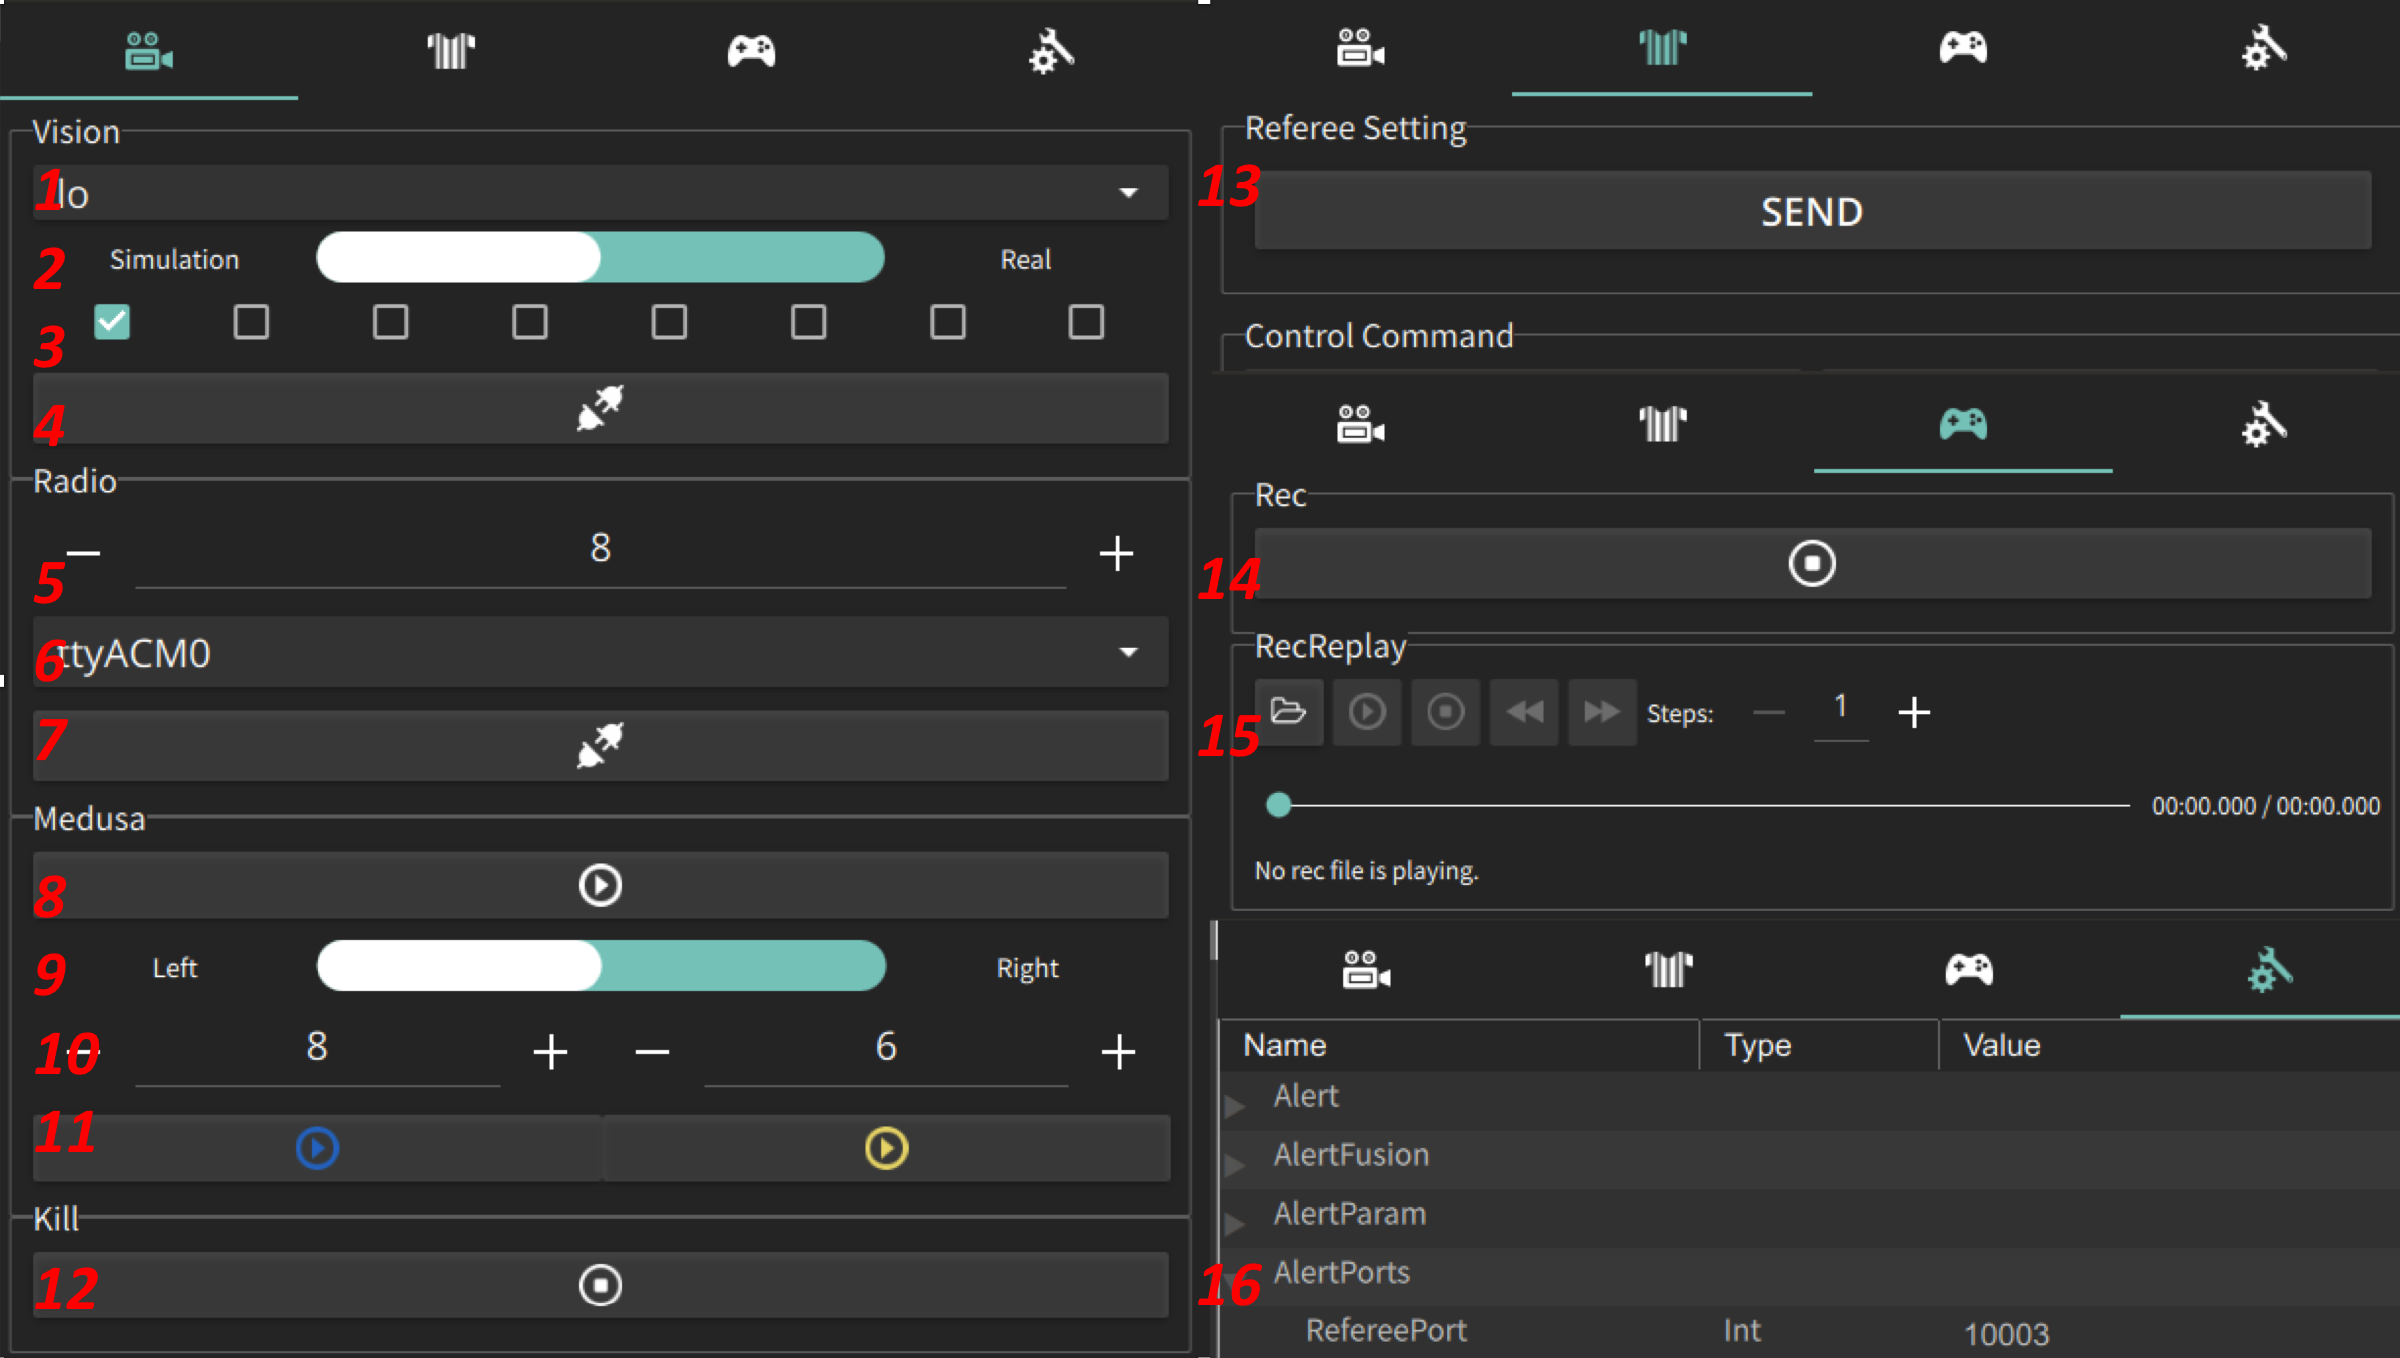 Vision
1 lo
2 Simulation Real
3
4
Radio
5 8
6 ttyACM0
7
Medusa
8
9 Left Right
10 8 6
11
Kill
12
Referee Setting
13 SEND
Control Command
Rec
14
RecReplay
15 Steps: 1
00:00.000 / 00:00.000
No rec file is playing.
Name Type Value
Alert
AlertFusion
AlertParam
16 AlertPorts
RefereePort Int 10003